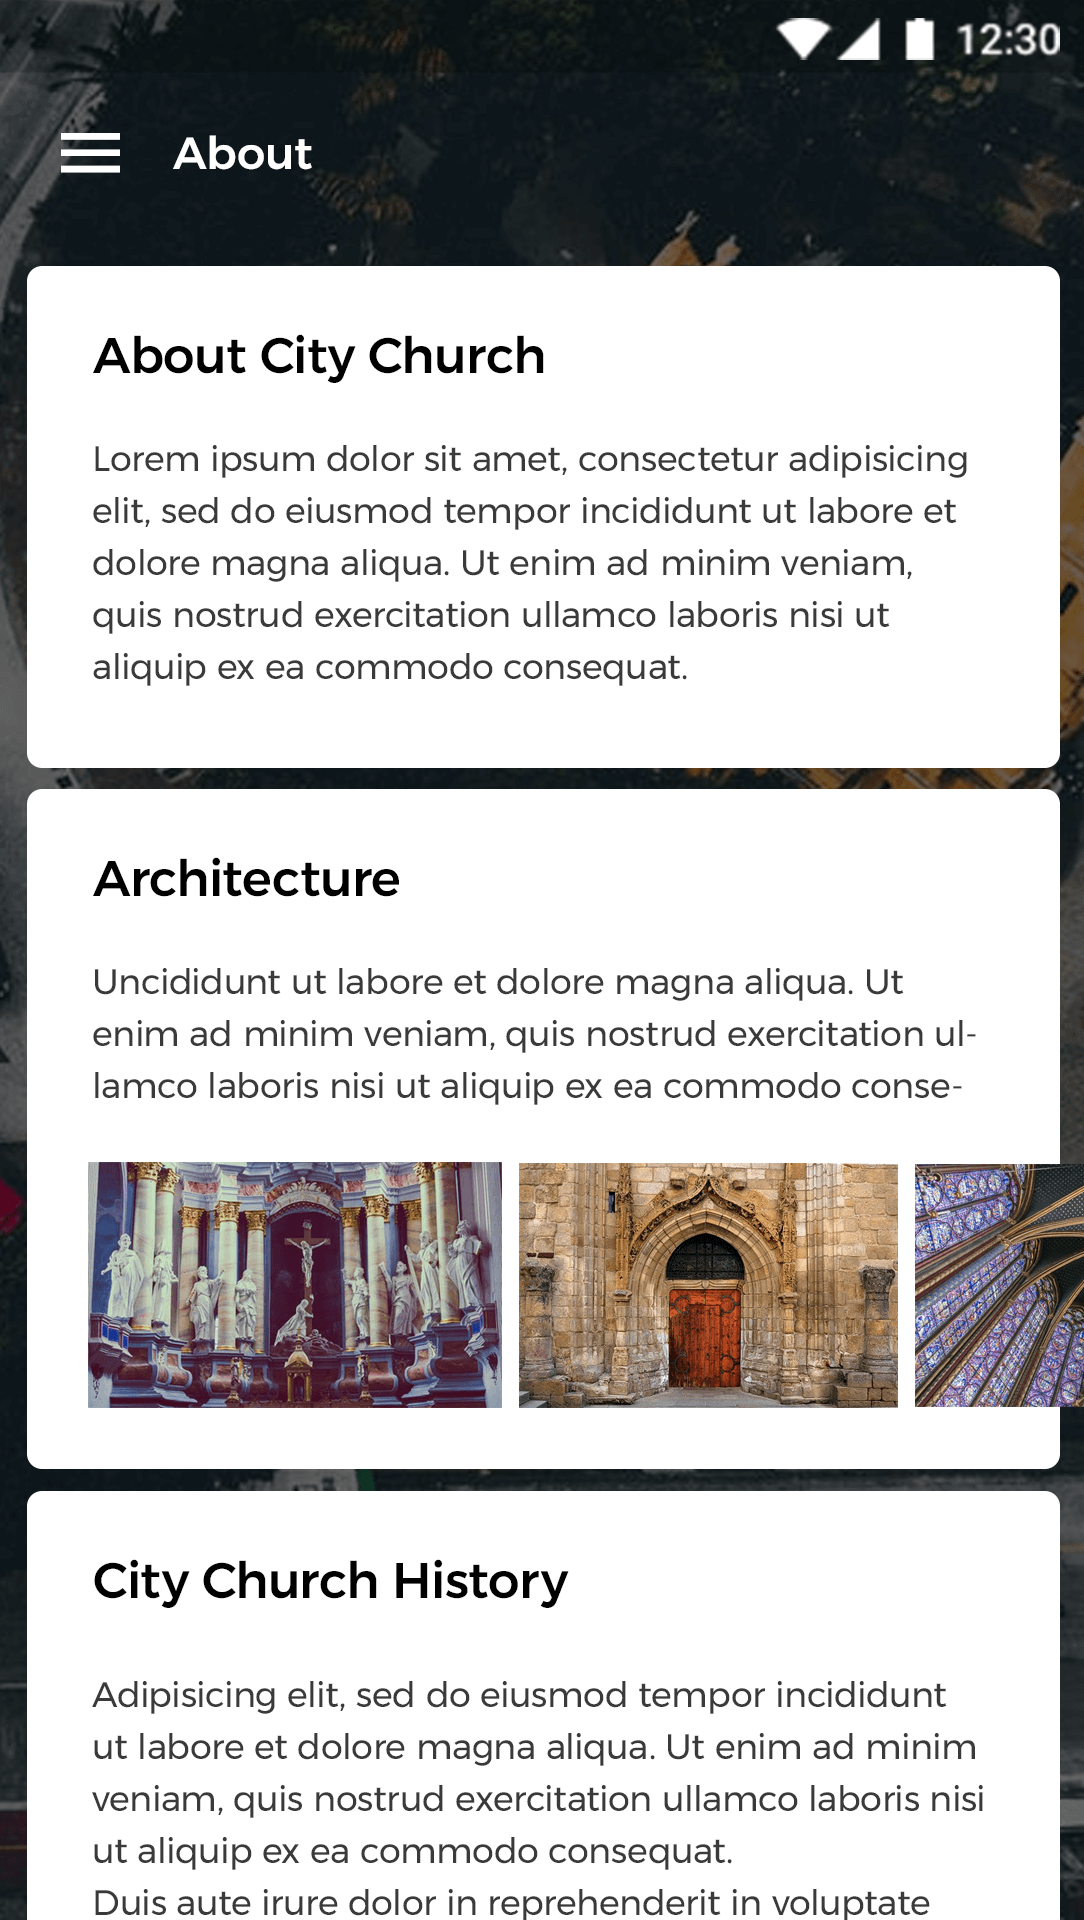 12:30
About
About City Church
Lorem ipsum dolor sit amet, consectetur adipisicing
elit, sed do eiusmod tempor incididunt ut labore et
dolore magna aliqua. Ut enim ad minim veniam,
quis nostrud exercitation ullamco laboris nisi ut
aliquip ex ea commodo consequat.
Architecture
Uncididunt ut labore et dolore magna aliqua. Ut
enim ad minim veniam, quis nostrud exercitation ul-
lamco laboris nisi ut aliquip ex ea commodo conse-
City Church History
Adipisicing elit, sed do eiusmod tempor incididunt
ut labore et dolore magna aliqua. Ut enim ad minim
veniam, quis nostrud exercitation ullamco laboris nisi
ut aliquip ex ea commodo consequat.
Duis aute irure dolor in reprehenderit in voluptate